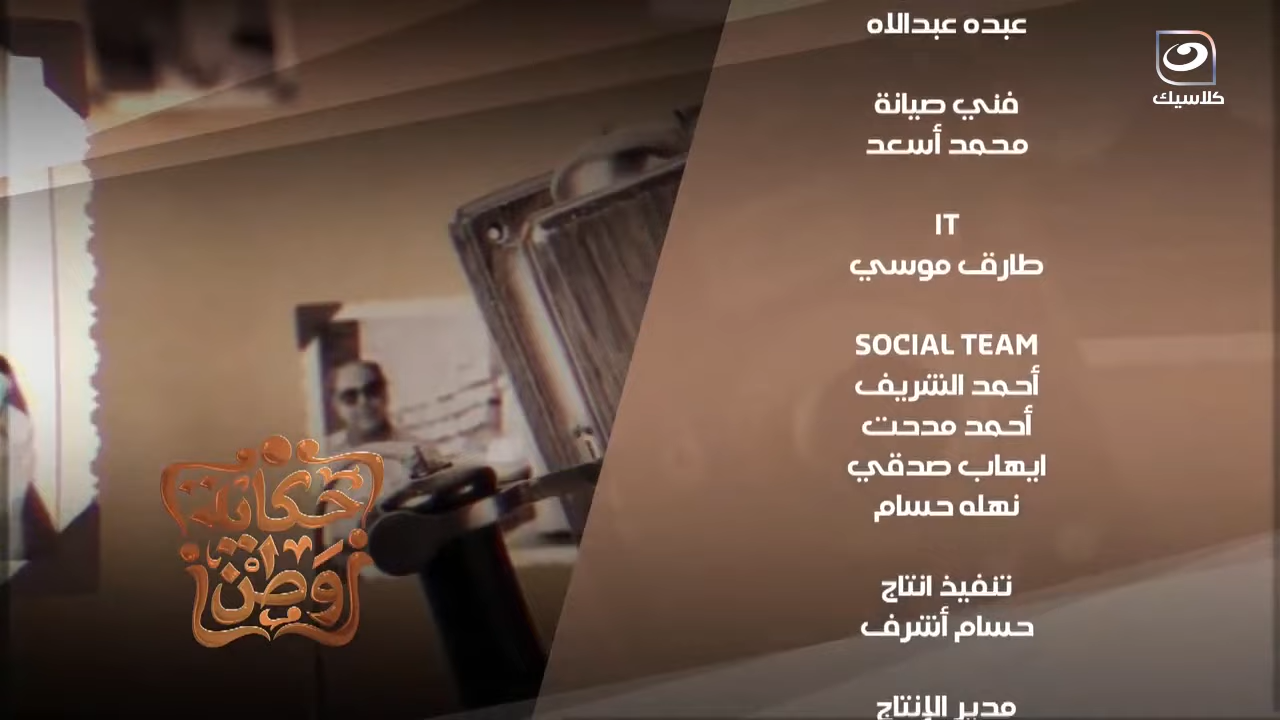 عبده عبدالاه
كلاسيك
فني صيانة
محمد أسعد
IT
طارق موسي
SOCIAL TEAM
أحمد الشريف
أحمد مدحت
ايهاب صدقي
نهله حسام
حكاية
وطن
تنفيذ انتاج
حسام أشرف
مدير الإنتاج